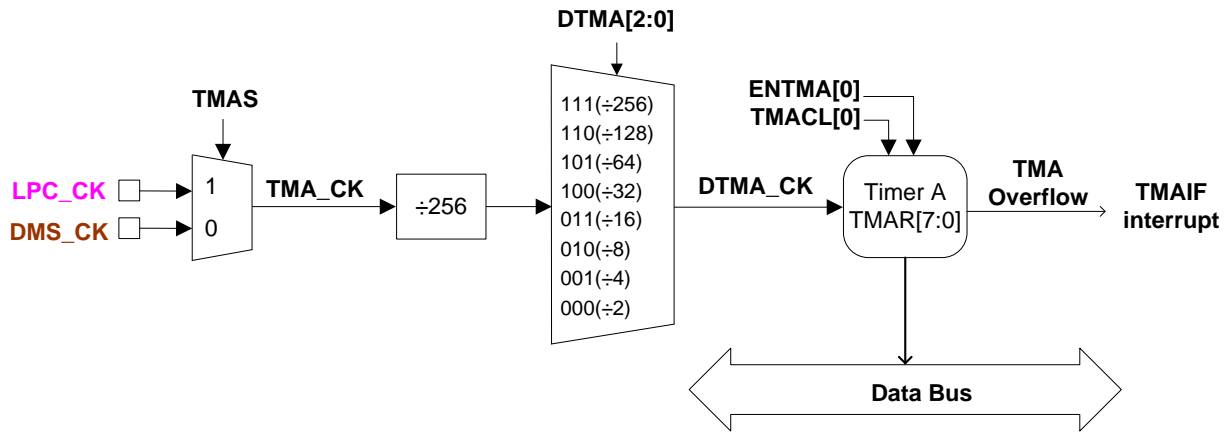 DTMA[2:0]
TMAS
LPC_CK
DMS_CK
1
0
TMA_CK
÷256
111(÷256)
110(÷128)
101(÷64)
100(÷32)
011(÷16)
010(÷8)
001(÷4)
000(÷2)
DTMA_CK
ENTMA[0]
TMACL[0]
Timer A
TMAR[7:0]
TMA
Overflow
TMAIF
interrupt
Data Bus